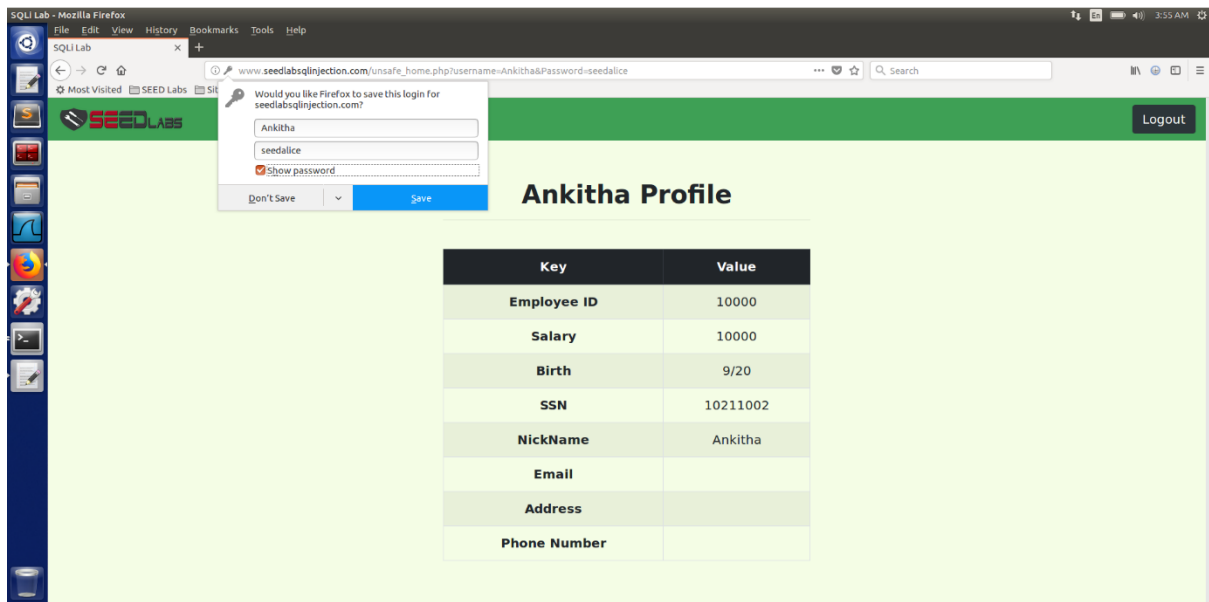 SQLi Lab - Mozilla Firefox
En 3:55 AM
File Edit View History Bookmarks Tools Help
SQLi Lab × +
www.seedlabsqlinjection.com/unsafe_home.php?username=Ankitha&Password=seedalice
Search
Most Visited SEED Labs Sit
Would you like Firefox to save this login for
seedlabsqlinjection.com?
Ankitha
seedalice
Show password
Don't Save Save
SEEDLABS
Logout
Ankitha Profile
Key Value
Employee ID 10000
Salary 10000
Birth 9/20
SSN 10211002
NickName Ankitha
Email
Address
Phone Number